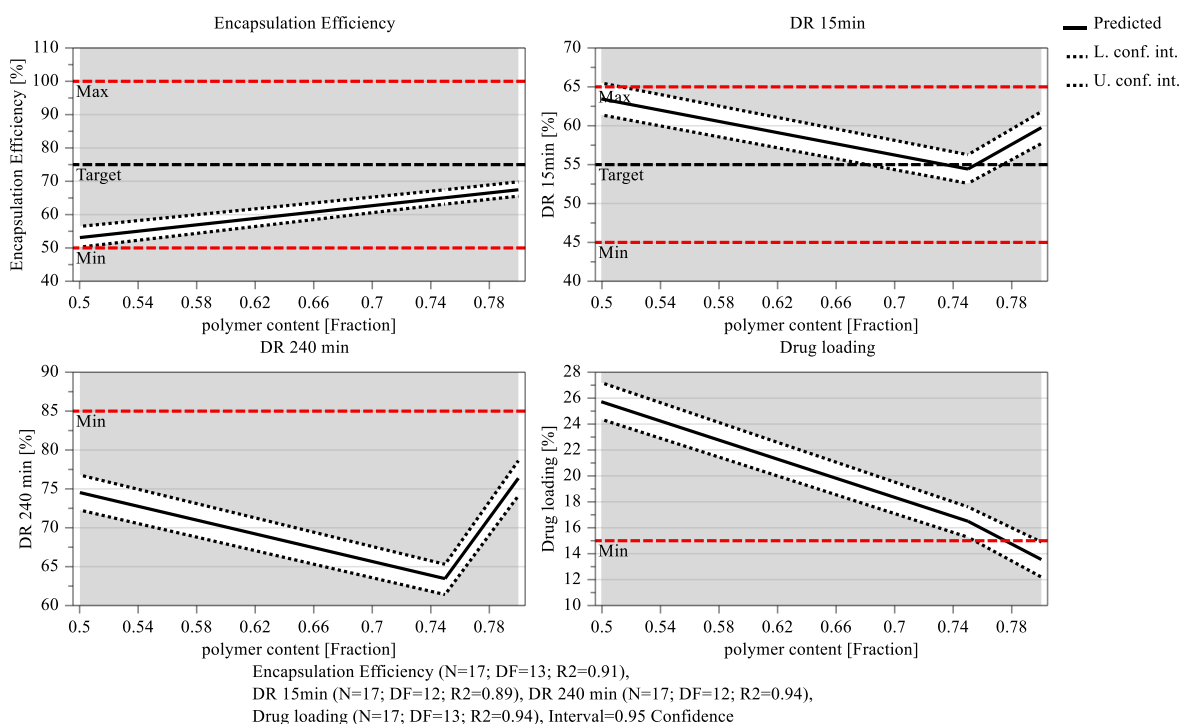 Encapsulation Efficiency
110
100
90
80
70
60
50
40
Encapsulation Efficiency [%]
Max
Target
Min
0.5 0.54 0.58 0.62 0.66 0.7 0.74 0.78
polymer content [Fraction]
DR 15min
70
65
60
55
50
45
40
DR 15min [%]
Max
Target
Min
0.5 0.54 0.58 0.62 0.66 0.7 0.74 0.78
polymer content [Fraction]
Predicted
L. conf. int.
U. conf. int.
DR 240 min
90
85
80
75
70
65
60
DR 240 min [%]
Min
0.5 0.54 0.58 0.62 0.66 0.7 0.74 0.78
polymer content [Fraction]
Drug loading
28
26
24
22
20
18
16
14
12
10
Drug loading [%]
Min
0.5 0.54 0.58 0.62 0.66 0.7 0.74 0.78
polymer content [Fraction]
Encapsulation Efficiency (N=17; DF=13; R2=0.91),
DR 15min (N=17; DF=12; R2=0.89), DR 240 min (N=17; DF=12; R2=0.94),
Drug loading (N=17; DF=13; R2=0.94), Interval=0.95 Confidence